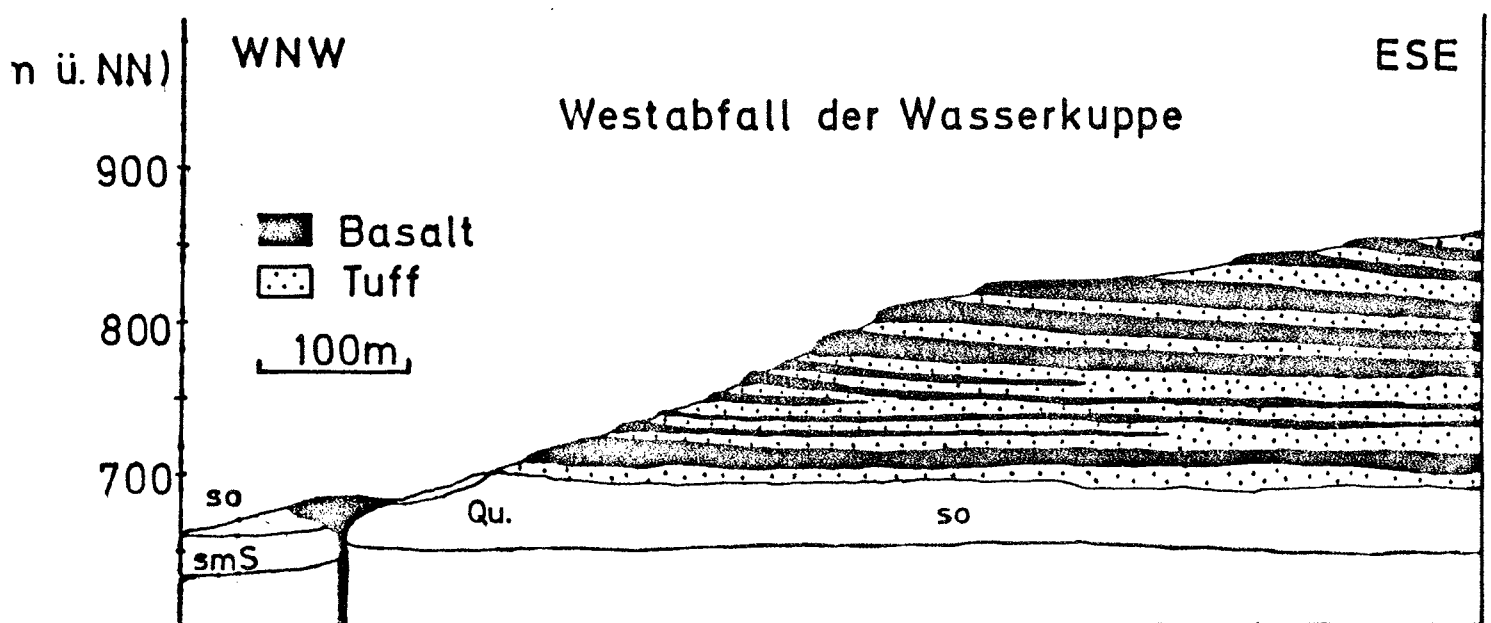 WNW
ESE
n ü. NN)
Westabfall der Wasserkuppe
900
Basalt
Tuff
800
100m
700
so
Qu.
so
smS